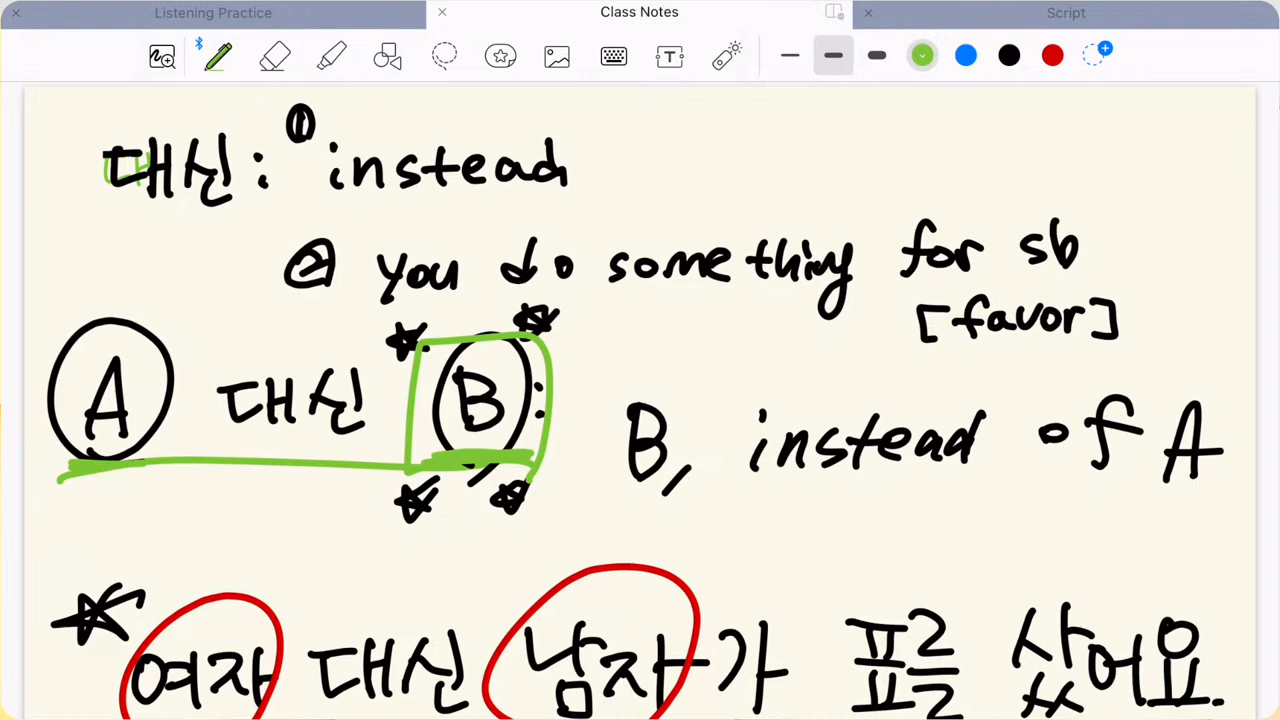 Listening Practice
Class Notes
Script
대신: ① instead
② you do something for sb
[favor]
A 대신 B: B, instead of A
여자 대신 남자가 표를 샀어요